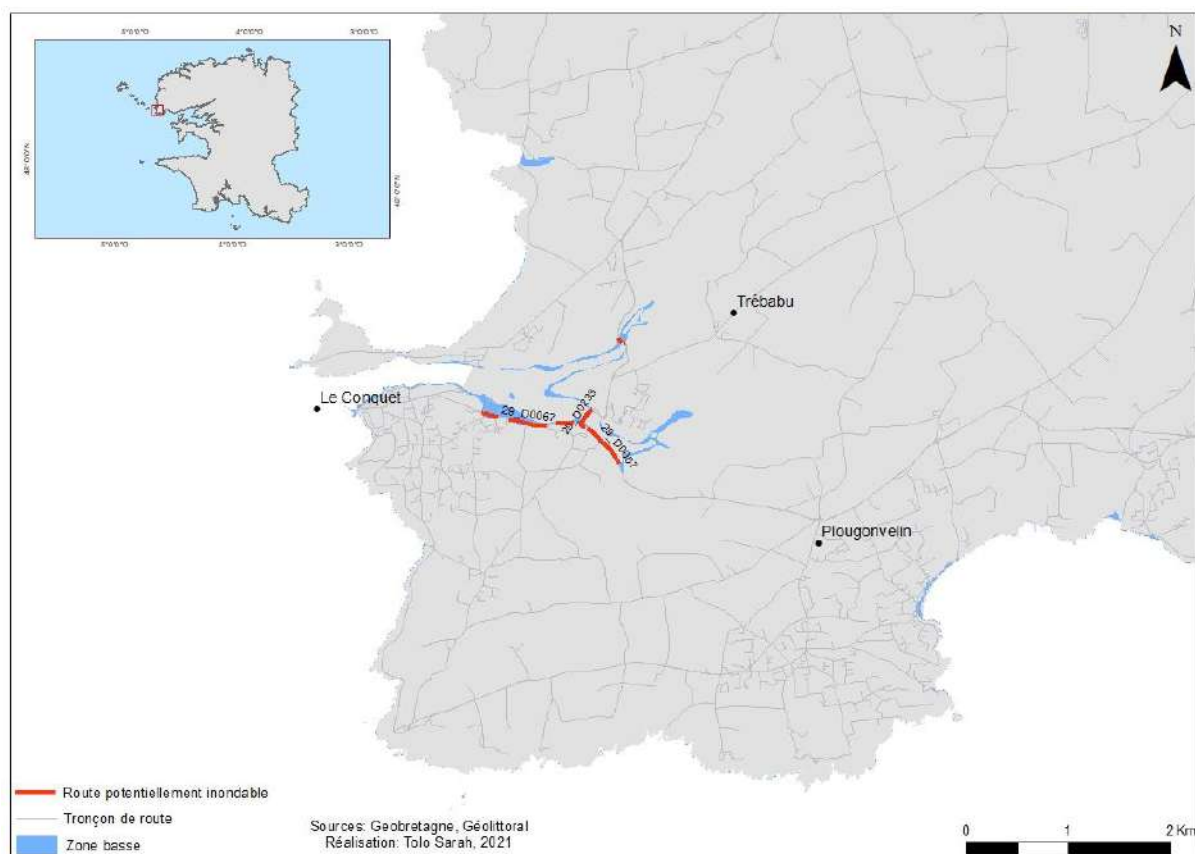 N
Trébabu
Le Conquet
29_D0067
29_D0067
Plougonvelin
Route potentiellement inondable
Tronçon de route
Zone basse
Sources: Geobretagne, Géolittoral
Réalisation: Tolo Sarah, 2021
0 1 2 Km